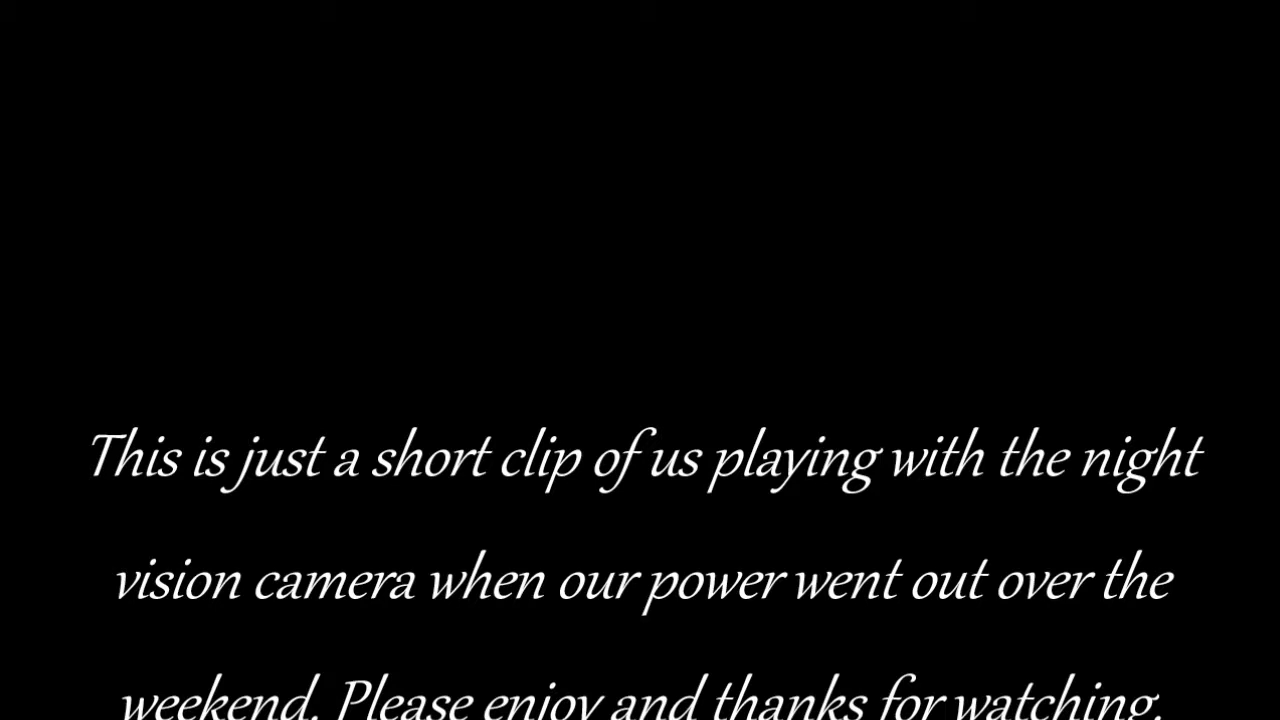 This is just a short clip of us playing with the night
vision camera when our power went out over the
weekend. Please enjoy and thanks for watching.